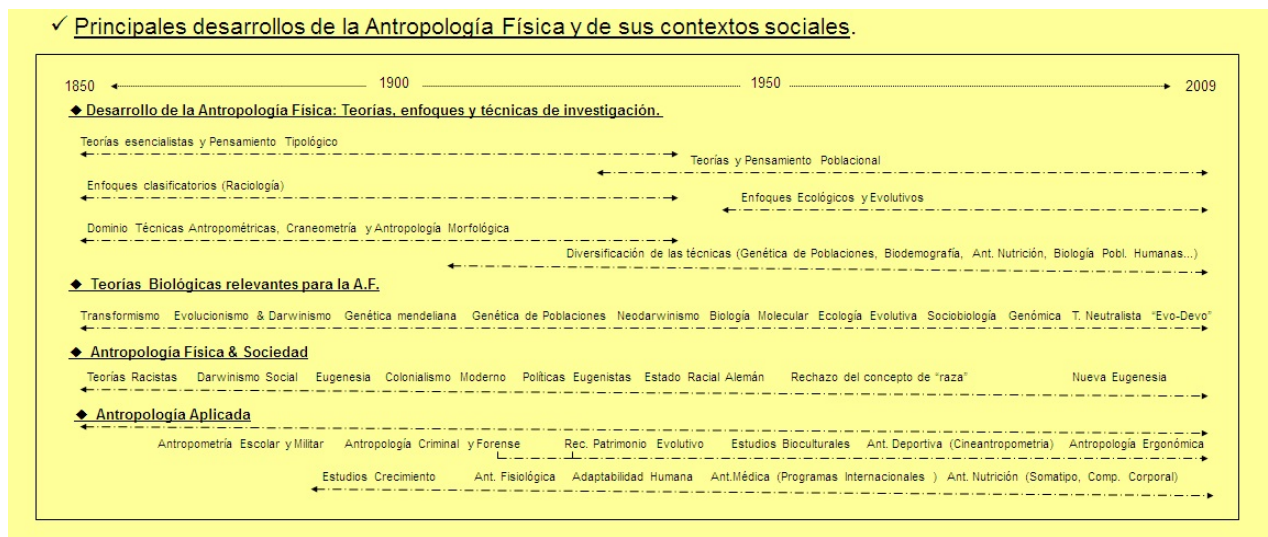 ✓ Principales desarrollos de la Antropología Física y de sus contextos sociales.
1850 1900 1950 2009
◆ Desarrollo de la Antropología Física: Teorías, enfoques y técnicas de investigación.
Teorías esencialistas y Pensamiento Tipológico
Teorías y Pensamiento Poblacional
Enfoques clasificatorios (Raciología)
Enfoques Ecológicos y Evolutivos
Dominio Técnicas Antropométricas, Craneometría y Antropología Morfológica
Diversificación de las técnicas (Genética de Poblaciones, Biodemografía, Ant. Nutrición, Biología Pobl. Humanas...)
◆ Teorías Biológicas relevantes para la A.F.
Transformismo Evolucionismo & Darwinismo Genética mendeliana Genética de Poblaciones Neodarwinismo Biología Molecular Ecología Evolutiva Sociobiología Genómica T. Neutralista "Evo-Devo"
◆ Antropología Física & Sociedad
Teorías Racistas Darwinismo Social Eugenesia Colonialismo Moderno Políticas Eugenistas Estado Racial Alemán Rechazo del concepto de "raza" Nueva Eugenesia
◆ Antropología Aplicada
Antropometría Escolar y Militar Antropología Criminal y Forense Rec. Patrimonio Evolutivo Estudios Bioculturales Ant. Deportiva (Cineantropometria) Antropología Ergonómica
Estudios Crecimiento Ant. Fisiológica Adaptabilidad Humana Ant.Médica (Programas Internacionales ) Ant. Nutrición (Somatipo, Comp. Corporal)